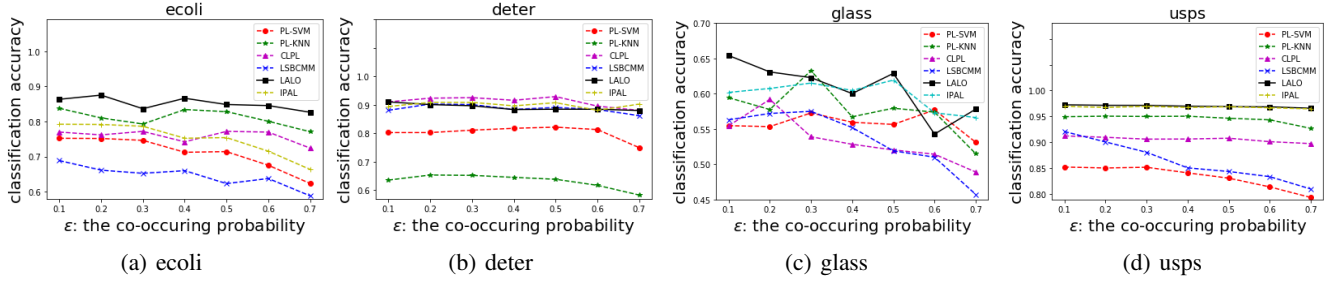 ecoli
classification accuracy
1.0
0.9
0.8
0.7
0.6
0.1 0.2 0.3 0.4 0.5 0.6 0.7
ε: the co-occuring probability
PL-SVM
PL-KNN
CLPL
LSBCMM
LALO
IPAL
(a) ecoli
deter
classification accuracy
1.0
0.9
0.8
0.7
0.6
0.1 0.2 0.3 0.4 0.5 0.6 0.7
ε: the co-occuring probability
PL-SVM
PL-KNN
CLPL
LSBCMM
LALO
IPAL
(b) deter
glass
classification accuracy
0.70
0.65
0.60
0.55
0.50
0.45
0.1 0.2 0.3 0.4 0.5 0.6 0.7
ε: the co-occuring probability
PL-SVM
PL-KNN
CLPL
LSBCMM
LALO
IPAL
(c) glass
usps
classification accuracy
1.00
0.95
0.90
0.85
0.80
0.1 0.2 0.3 0.4 0.5 0.6 0.7
ε: the co-occuring probability
PL-SVM
PL-KNN
CLPL
LSBCMM
LALO
IPAL
(d) usps